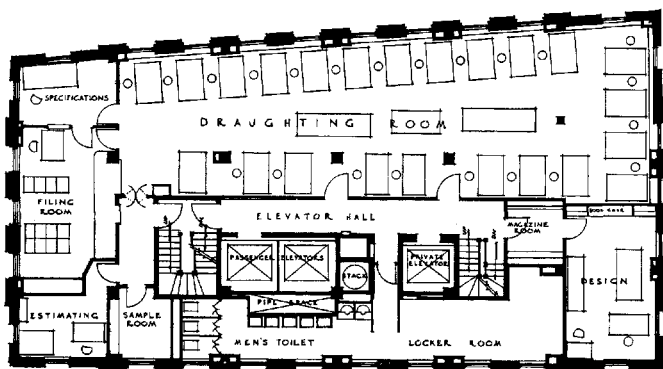 SPECIFICATIONS
DRAUGHTING ROOM
FILING
ROOM
ELEVATOR HALL
MAGAZINE
ROOM
BOOK CASE
PASSENGER ELEVATORS
PRIVATE
ELEVATOR
STACK
DESIGN
PIPE SPACE
ESTIMATING
SAMPLE
ROOM
MEN'S TOILET
LOCKER ROOM